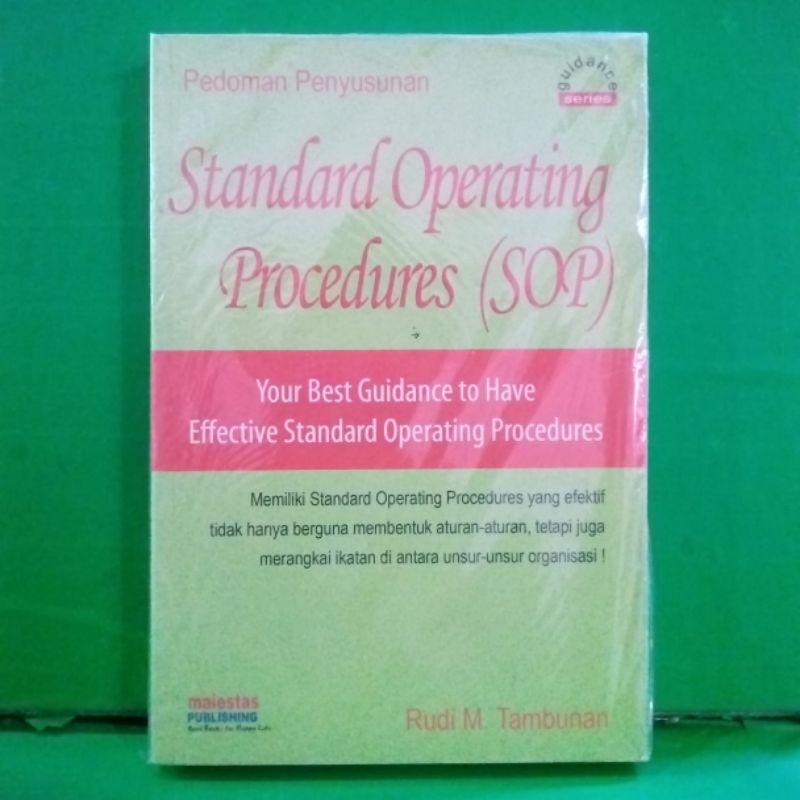 Pedoman Penyusunan
guidance
series
Standard Operating
Procedures (SOP)
Your Best Guidance to Have
Effective Standard Operating Procedures
Memiliki Standard Operating Procedures yang efektif
tidak hanya berguna membentuk aturan-aturan, tetapi juga
merangkai ikatan di antara unsur-unsur organisasi !
maiestas
PUBLISHING
Rudi M. Tambunan